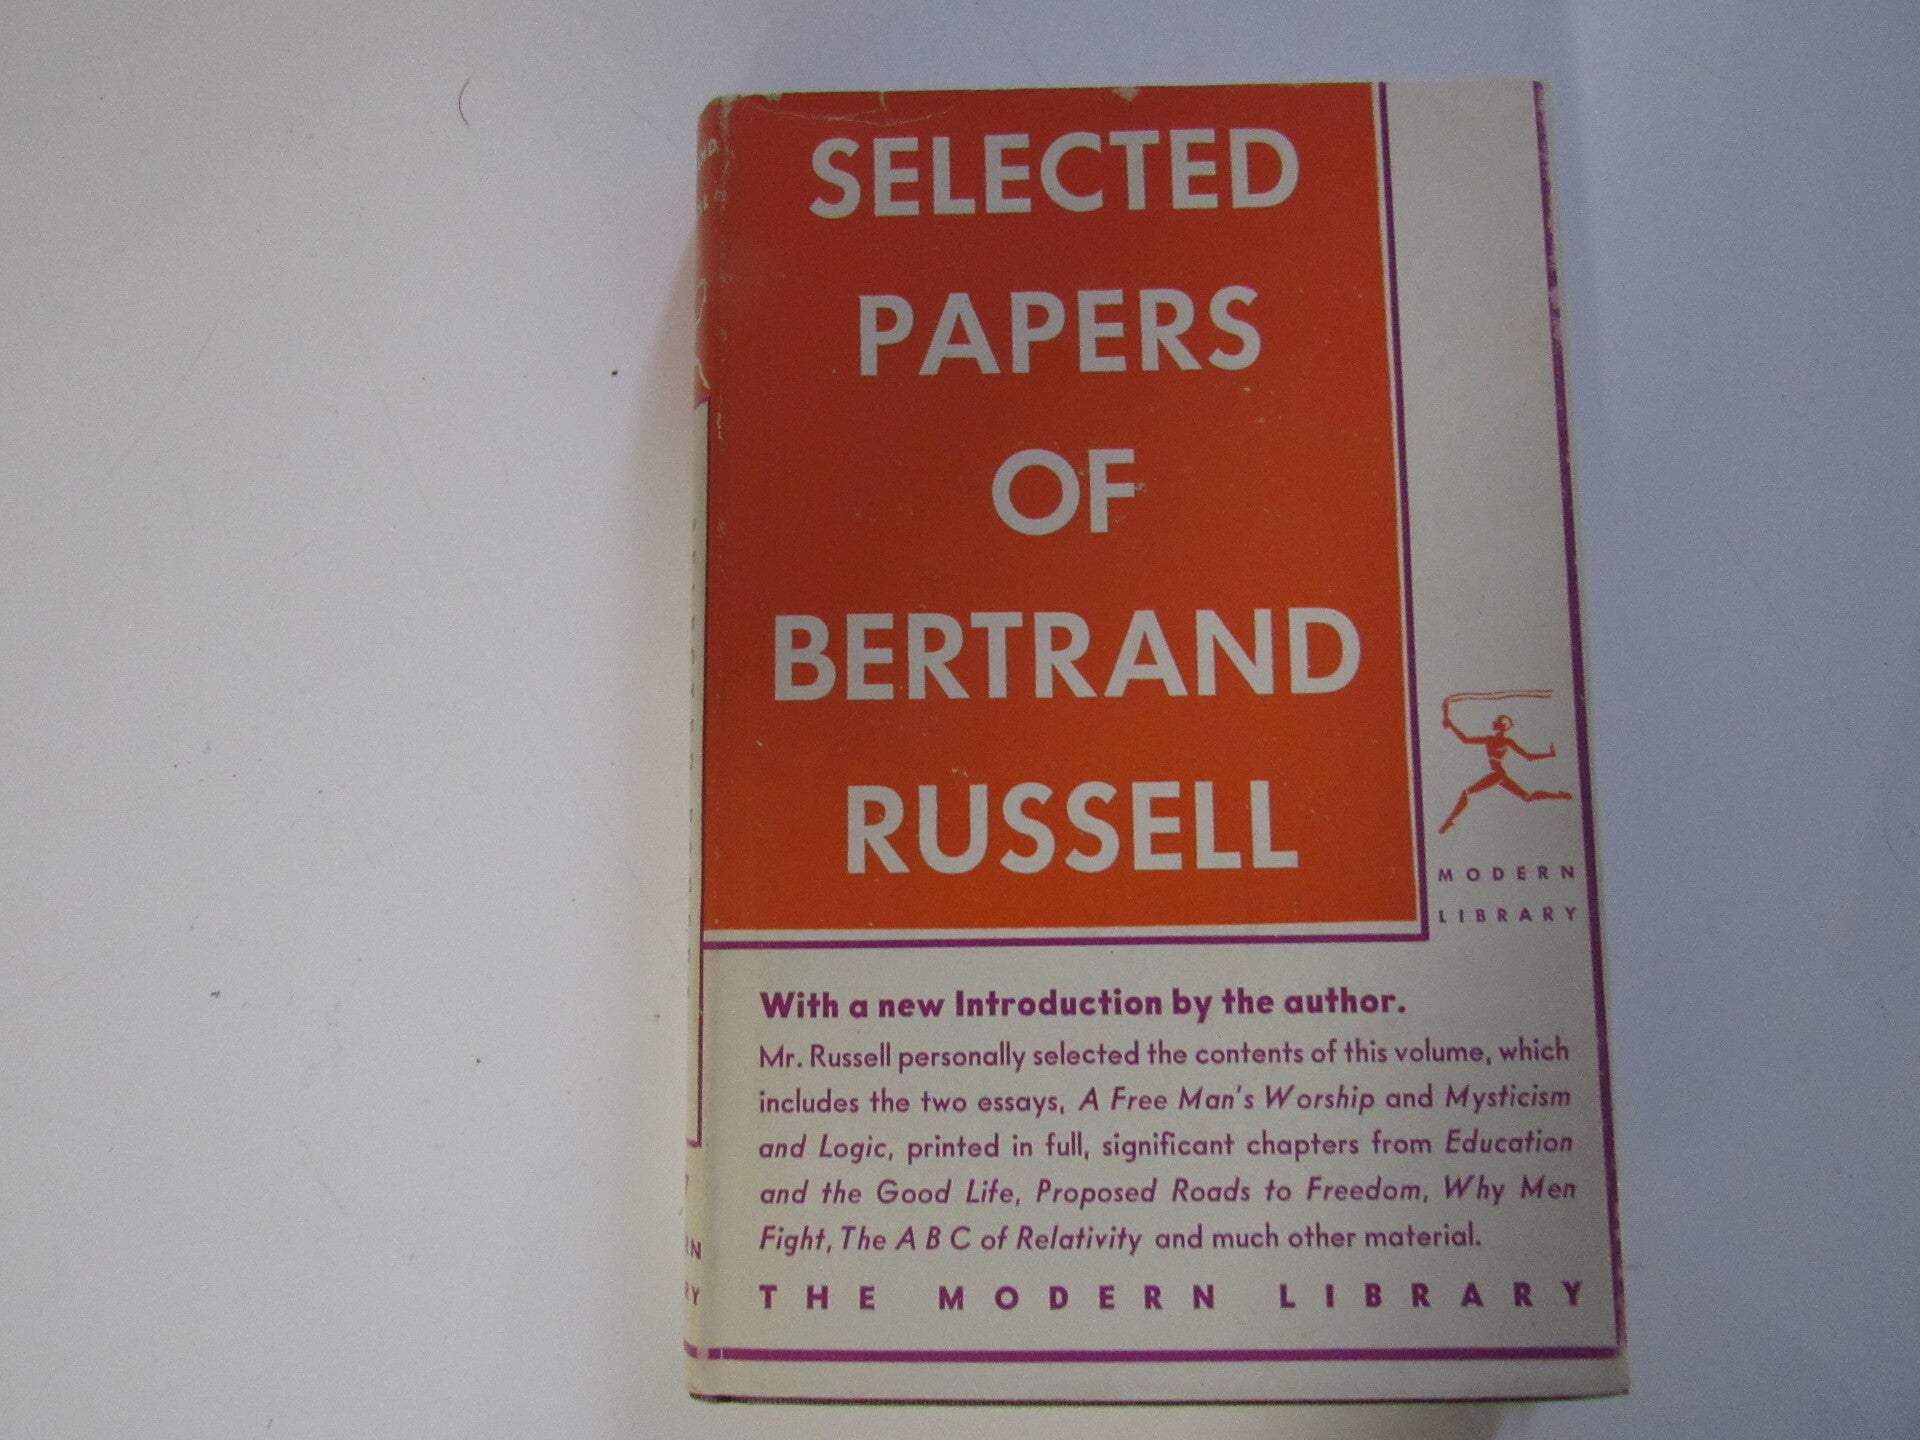 SELECTED
PAPERS
OF
BERTRAND
RUSSELL
MODERN
LIBRARY
With a new Introduction by the author.
Mr. Russell personally selected the contents of this volume, which
includes the two essays, A Free Man's Worship and Mysticism
and Logic, printed in full, significant chapters from Education
and the Good Life, Proposed Roads to Freedom, Why Men
Fight, The A B C of Relativity and much other material.
THE MODERN LIBRARY